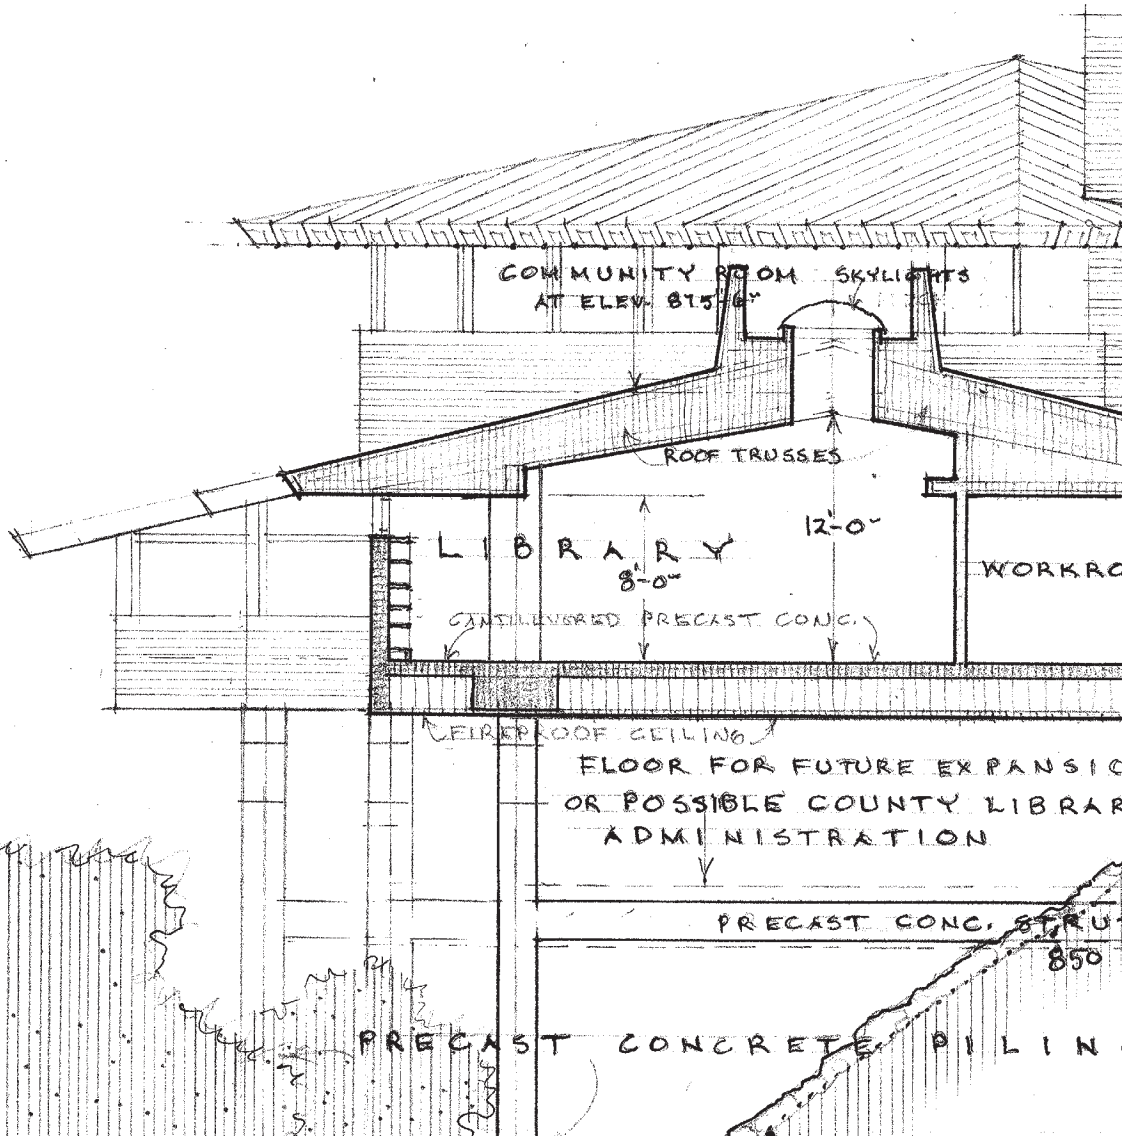 COMMUNITY ROOM
AT ELEV. 875'-6"
SKYLIGHTS
ROOF TRUSSES
12'-0"
LIBRARY
8'-0"
WORKRO
CANTILEVERED PRECAST CONC.
FIREPROOF CEILING
FLOOR FOR FUTURE EXPANSIO
OR POSSIBLE COUNTY LIBRAR
ADMINISTRATION
PRECAST CONC. STRUT
850
PRECAST CONCRETE PILIN